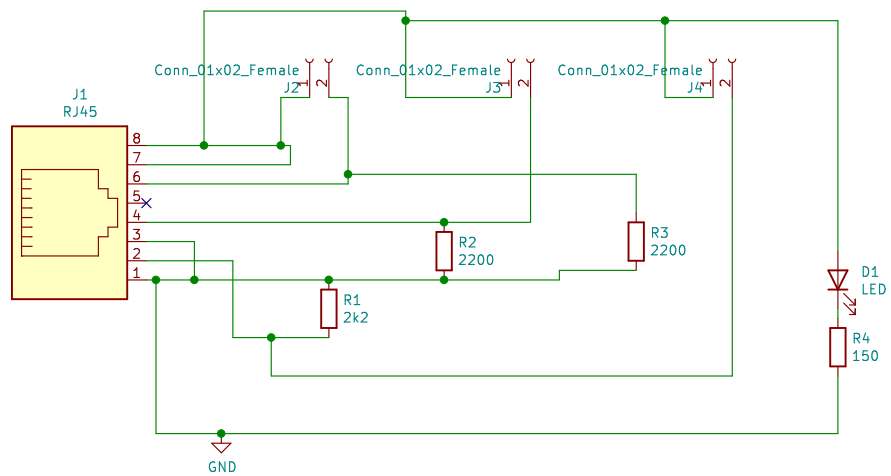 Conn_01x02_Female
J2
1
2
Conn_01x02_Female
J3
1
2
Conn_01x02_Female
J4
1
2
J1
RJ45
8
7
6
5
4
3
2
1
R1
2k2
R2
2200
R3
2200
D1
LED
R4
150
GND